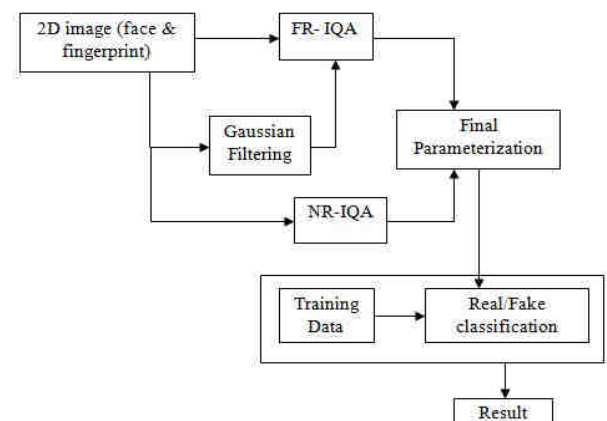 2D image (face &
fingerprint)
FR- IQA
Gaussian
Filtering
Final
Parameterization
NR-IQA
Training
Data
Real/Fake
classification
Result